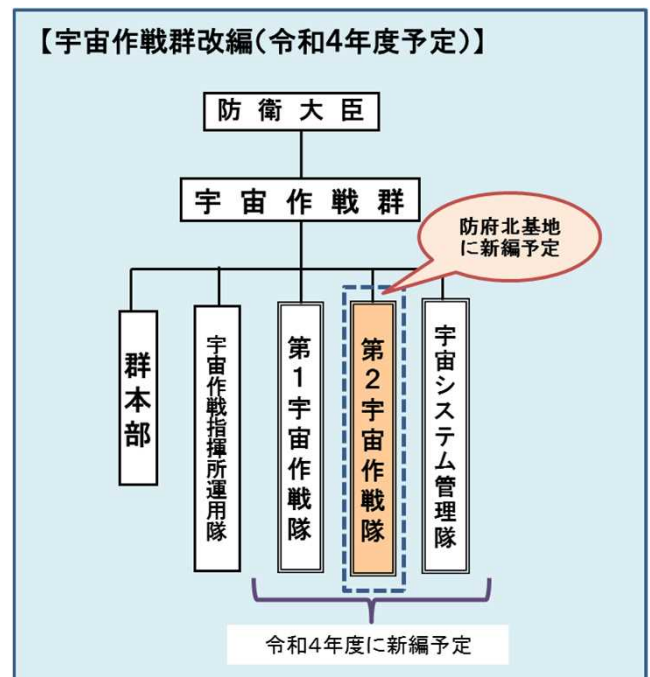 【宇宙作戦群改編(令和4年度予定)】
防衛大臣
宇宙作戦群
防府北基地
に新編予定
群本部
宇宙作戦指揮所運用隊
第1宇宙作戦隊
第2宇宙作戦隊
宇宙システム管理隊
令和4年度に新編予定